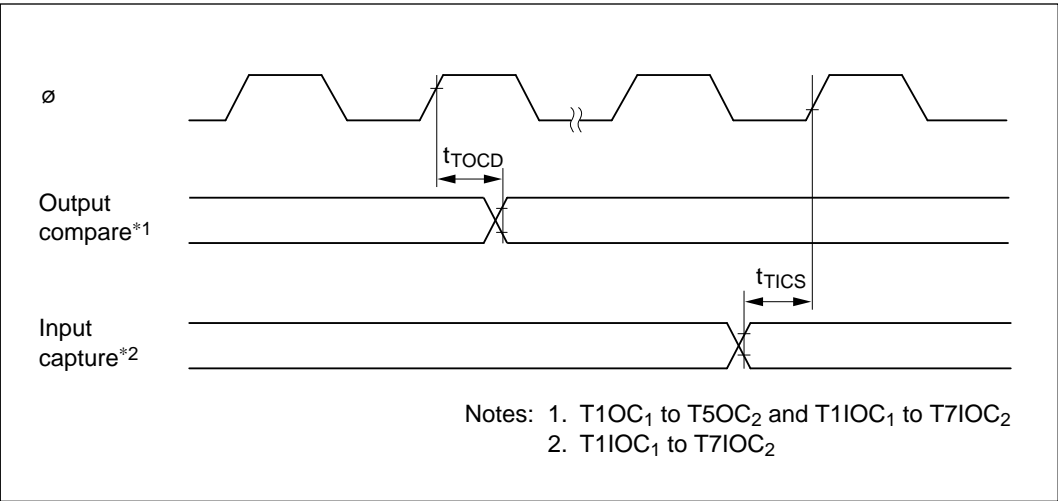 ø
tTOCD
Output
compare*1
tTICS
Input
capture*2
Notes: 1. T1OC1 to T5OC2 and T1IOC1 to T7IOC2
2. T1IOC1 to T7IOC2